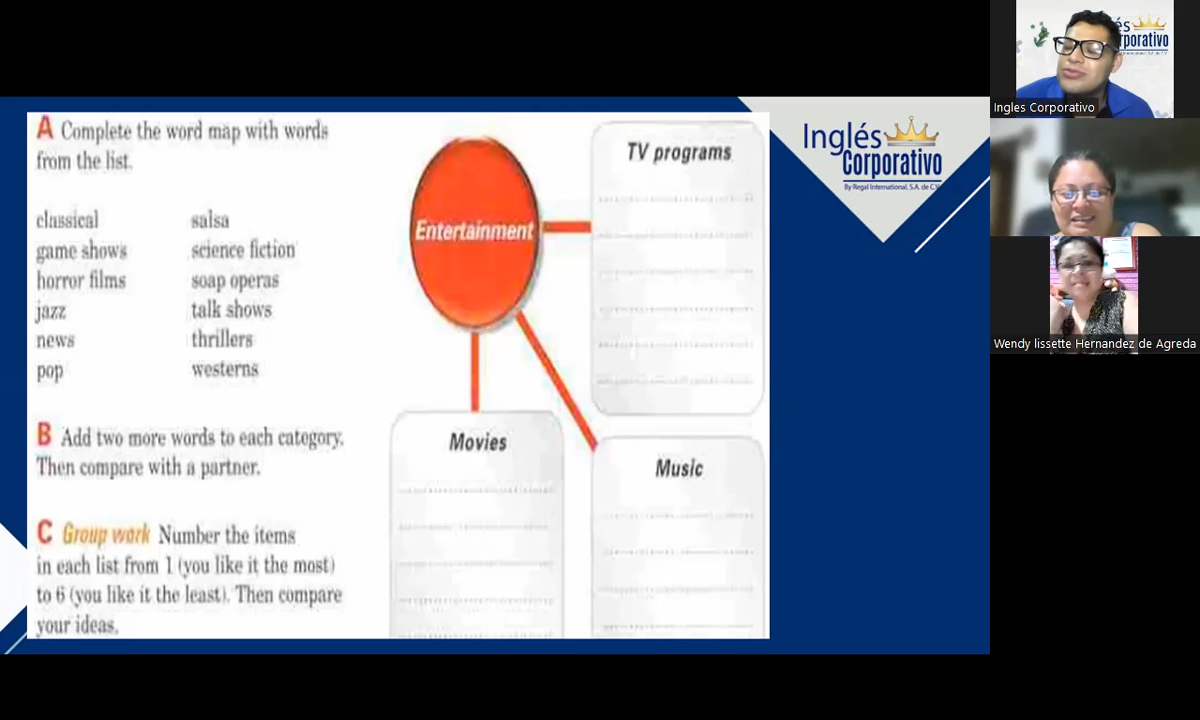 A Complete the word map with words
from the list.
classical
game shows
horror films
jazz
news
pop
salsa
science fiction
soap operas
talk shows
thrillers
westerns
B Add two more words to each category.
Then compare with a partner.
C Group work Number the items
in each list from 1 (you like it the most)
to 6 (you like it the least). Then compare
your ideas.
Entertainment
TV programs
Movies
Music
Inglés
Corporativo
By Regal International, S.A. de C.V.
Ingles Corporativo
Wendy lissette Hernandez de Agreda